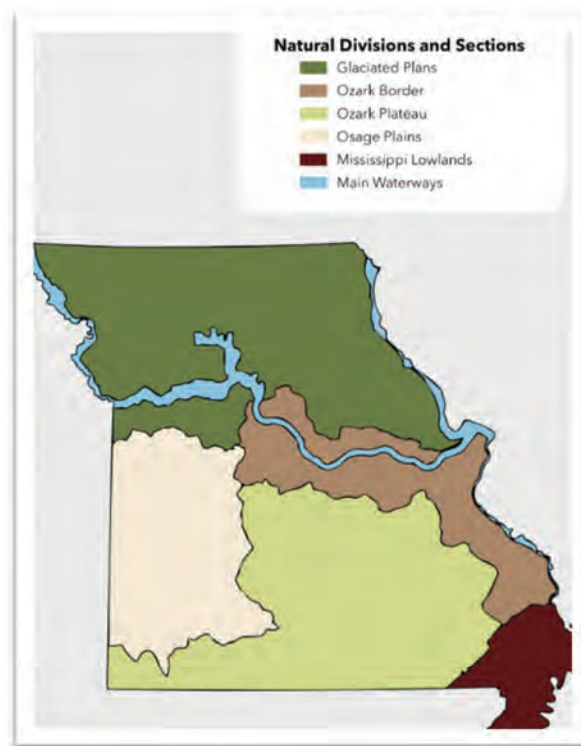 Natural Divisions and Sections
Glaciated Plans
Ozark Border
Ozark Plateau
Osage Plains
Mississippi Lowlands
Main Waterways